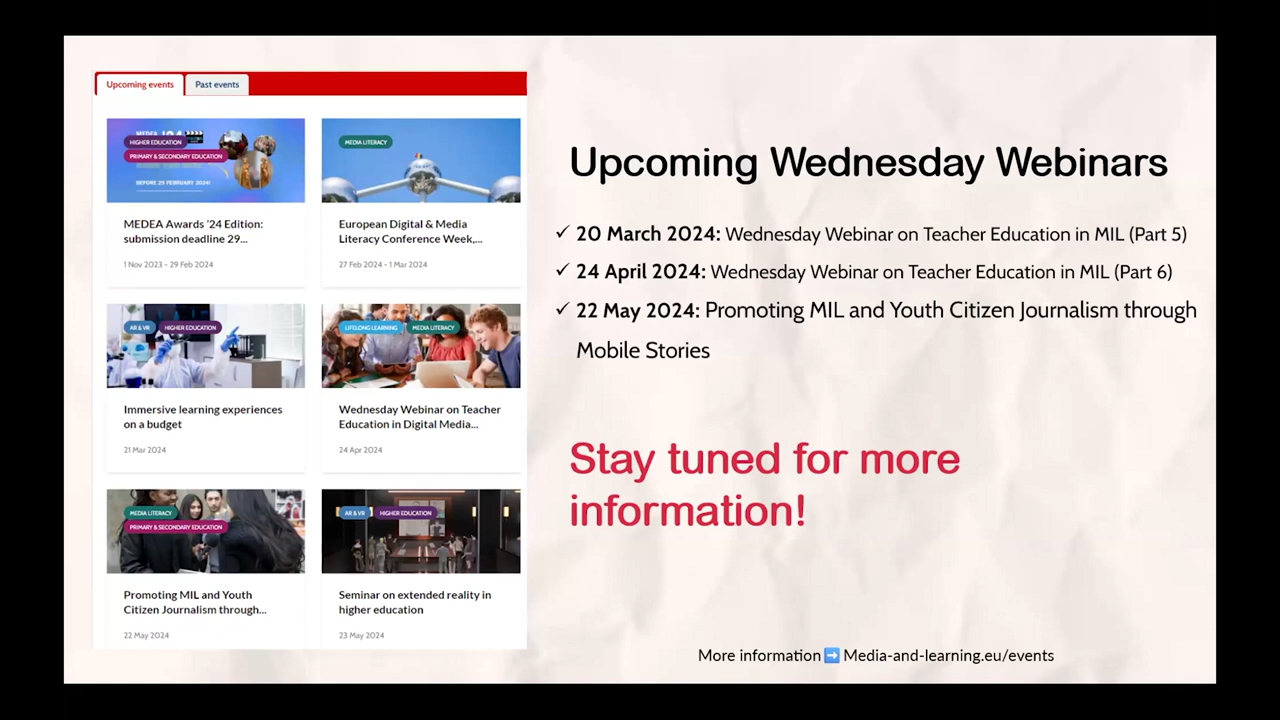 Upcoming events
Past events
HIGHER EDUCATION
PRIMARY & SECONDARY EDUCATION
BEFORE 29 FEBRUARY 2024!
MEDEA Awards '24 Edition:
submission deadline 29...
1 Nov 2023 - 29 Feb 2024
MEDIA LITERACY
European Digital & Media
Literacy Conference Week,...
27 Feb 2024 - 1 Mar 2024
AR & VR
HIGHER EDUCATION
Immersive learning experiences
on a budget
21 Mar 2024
LIFELONG LEARNING
MEDIA LITERACY
Wednesday Webinar on Teacher
Education in Digital Media...
24 Apr 2024
MEDIA LITERACY
PRIMARY & SECONDARY EDUCATION
Promoting MIL and Youth
Citizen Journalism through...
22 May 2024
AR & VR
HIGHER EDUCATION
Seminar on extended reality in
higher education
23 May 2024
Upcoming Wednesday Webinars
✓ 20 March 2024: Wednesday Webinar on Teacher Education in MIL (Part 5)
✓ 24 April 2024: Wednesday Webinar on Teacher Education in MIL (Part 6)
✓ 22 May 2024: Promoting MIL and Youth Citizen Journalism through
Mobile Stories
Stay tuned for more
information!
More information ➡ Media-and-learning.eu/events